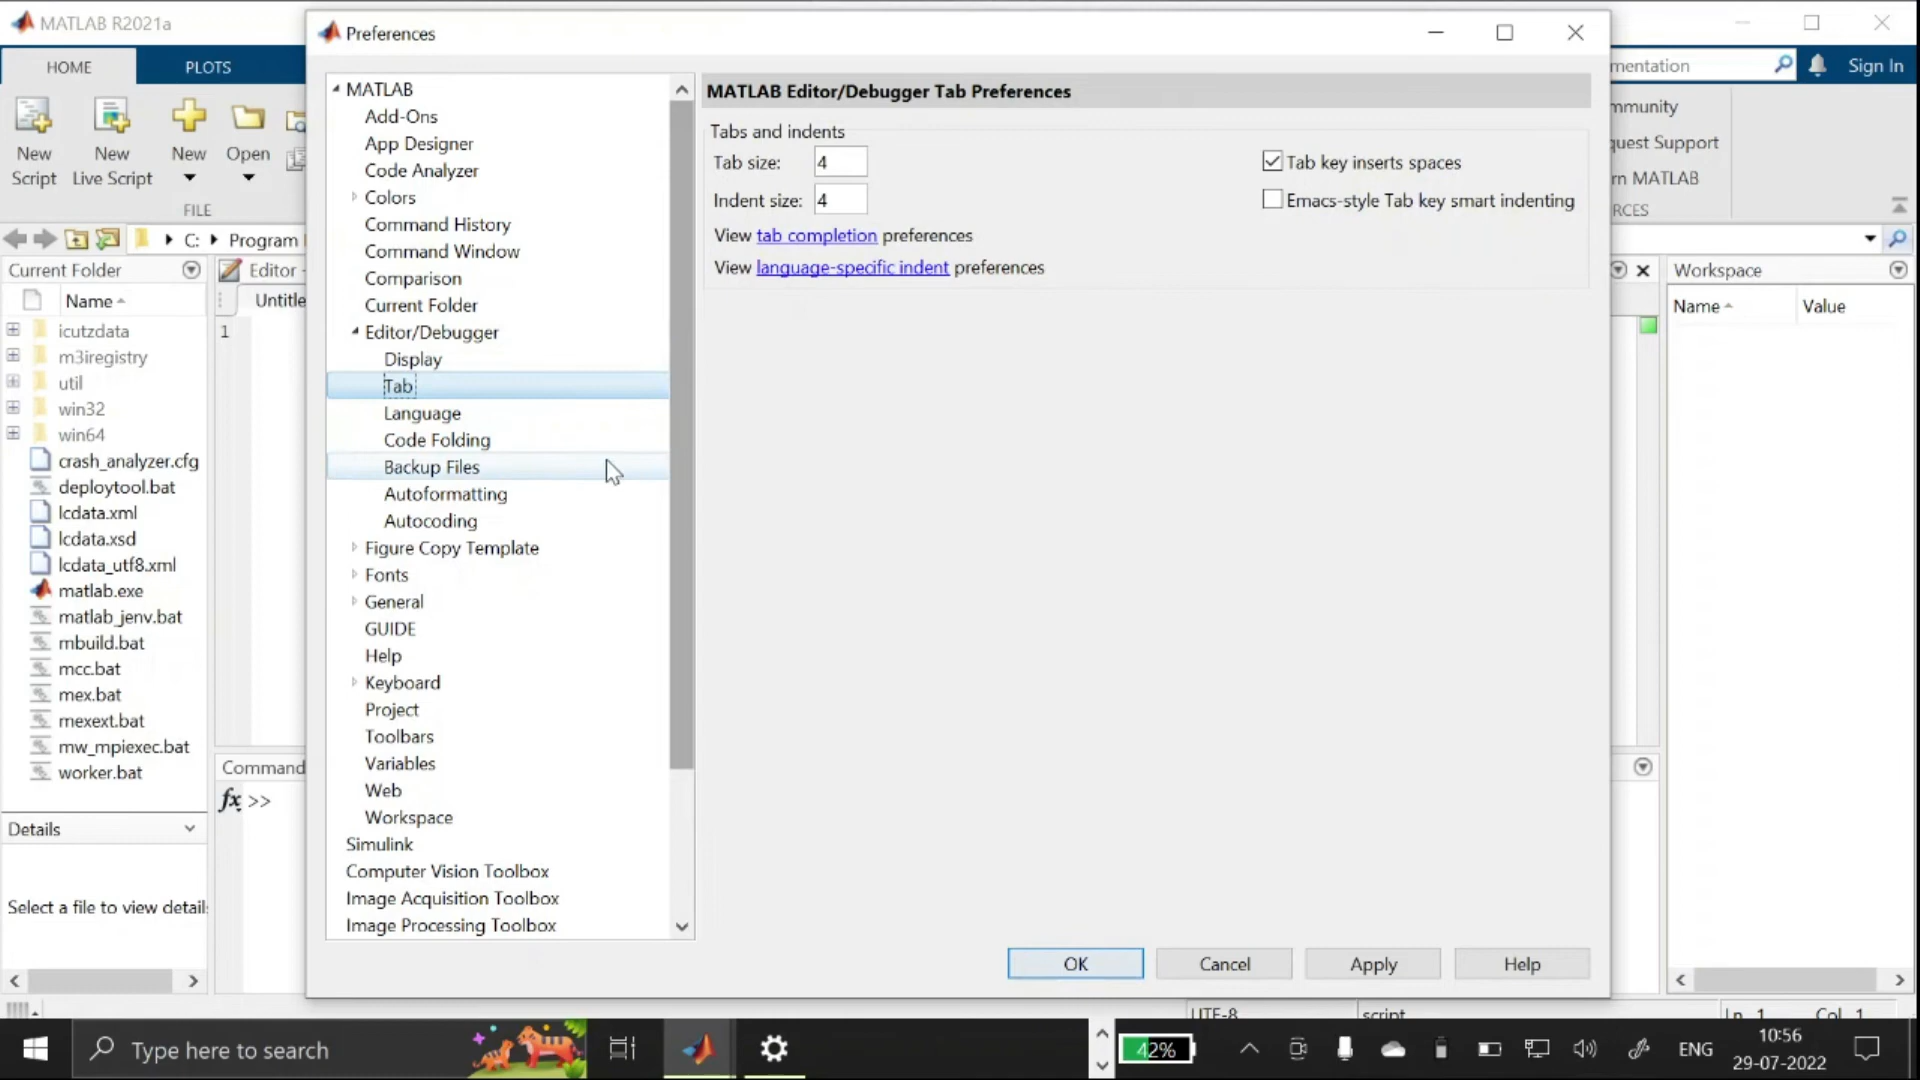 MATLAB R2021a
HOME
PLOTS
New Script
New Live Script
New
Open
FILE
C:
Program
Current Folder
Name
icutzdata
m3iregistry
util
win32
win64
crash_analyzer.cfg
deploytool.bat
lcdata.xml
lcdata.xsd
lcdata_utf8.xml
matlab.exe
matlab_jenv.bat
mbuild.bat
mcc.bat
mex.bat
mexext.bat
mw_mpiexec.bat
worker.bat
Details
Select a file to view detail
Editor -
Untitle
1
Command
fx >>
Preferences
MATLAB
Add-Ons
App Designer
Code Analyzer
Colors
Command History
Command Window
Comparison
Current Folder
Editor/Debugger
Display
Tab
Language
Code Folding
Backup Files
Autoformatting
Autocoding
Figure Copy Template
Fonts
General
GUIDE
Help
Keyboard
Project
Toolbars
Variables
Web
Workspace
Simulink
Computer Vision Toolbox
Image Acquisition Toolbox
Image Processing Toolbox
MATLAB Editor/Debugger Tab Preferences
Tabs and indents
Tab size: 4
Tab key inserts spaces
Indent size: 4
Emacs-style Tab key smart indenting
View tab completion preferences
View language-specific indent preferences
OK
Cancel
Apply
Help
mentation
Sign In
mmunity
quest Support
rn MATLAB
RCES
Workspace
Name
Value
UTF-8
script
Ln 1
Col 1
Type here to search
42%
ENG
10:56
29-07-2022